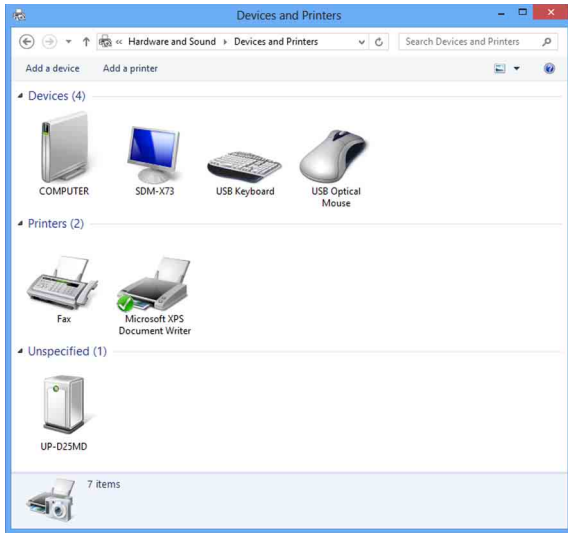 Devices and Printers
« Hardware and Sound ▸ Devices and Printers
Search Devices and Printers
Add a device Add a printer
Devices (4)
COMPUTER SDM-X73 USB Keyboard USB Optical
Mouse
Printers (2)
Fax Microsoft XPS
Document Writer
Unspecified (1)
UP-D25MD
7 items